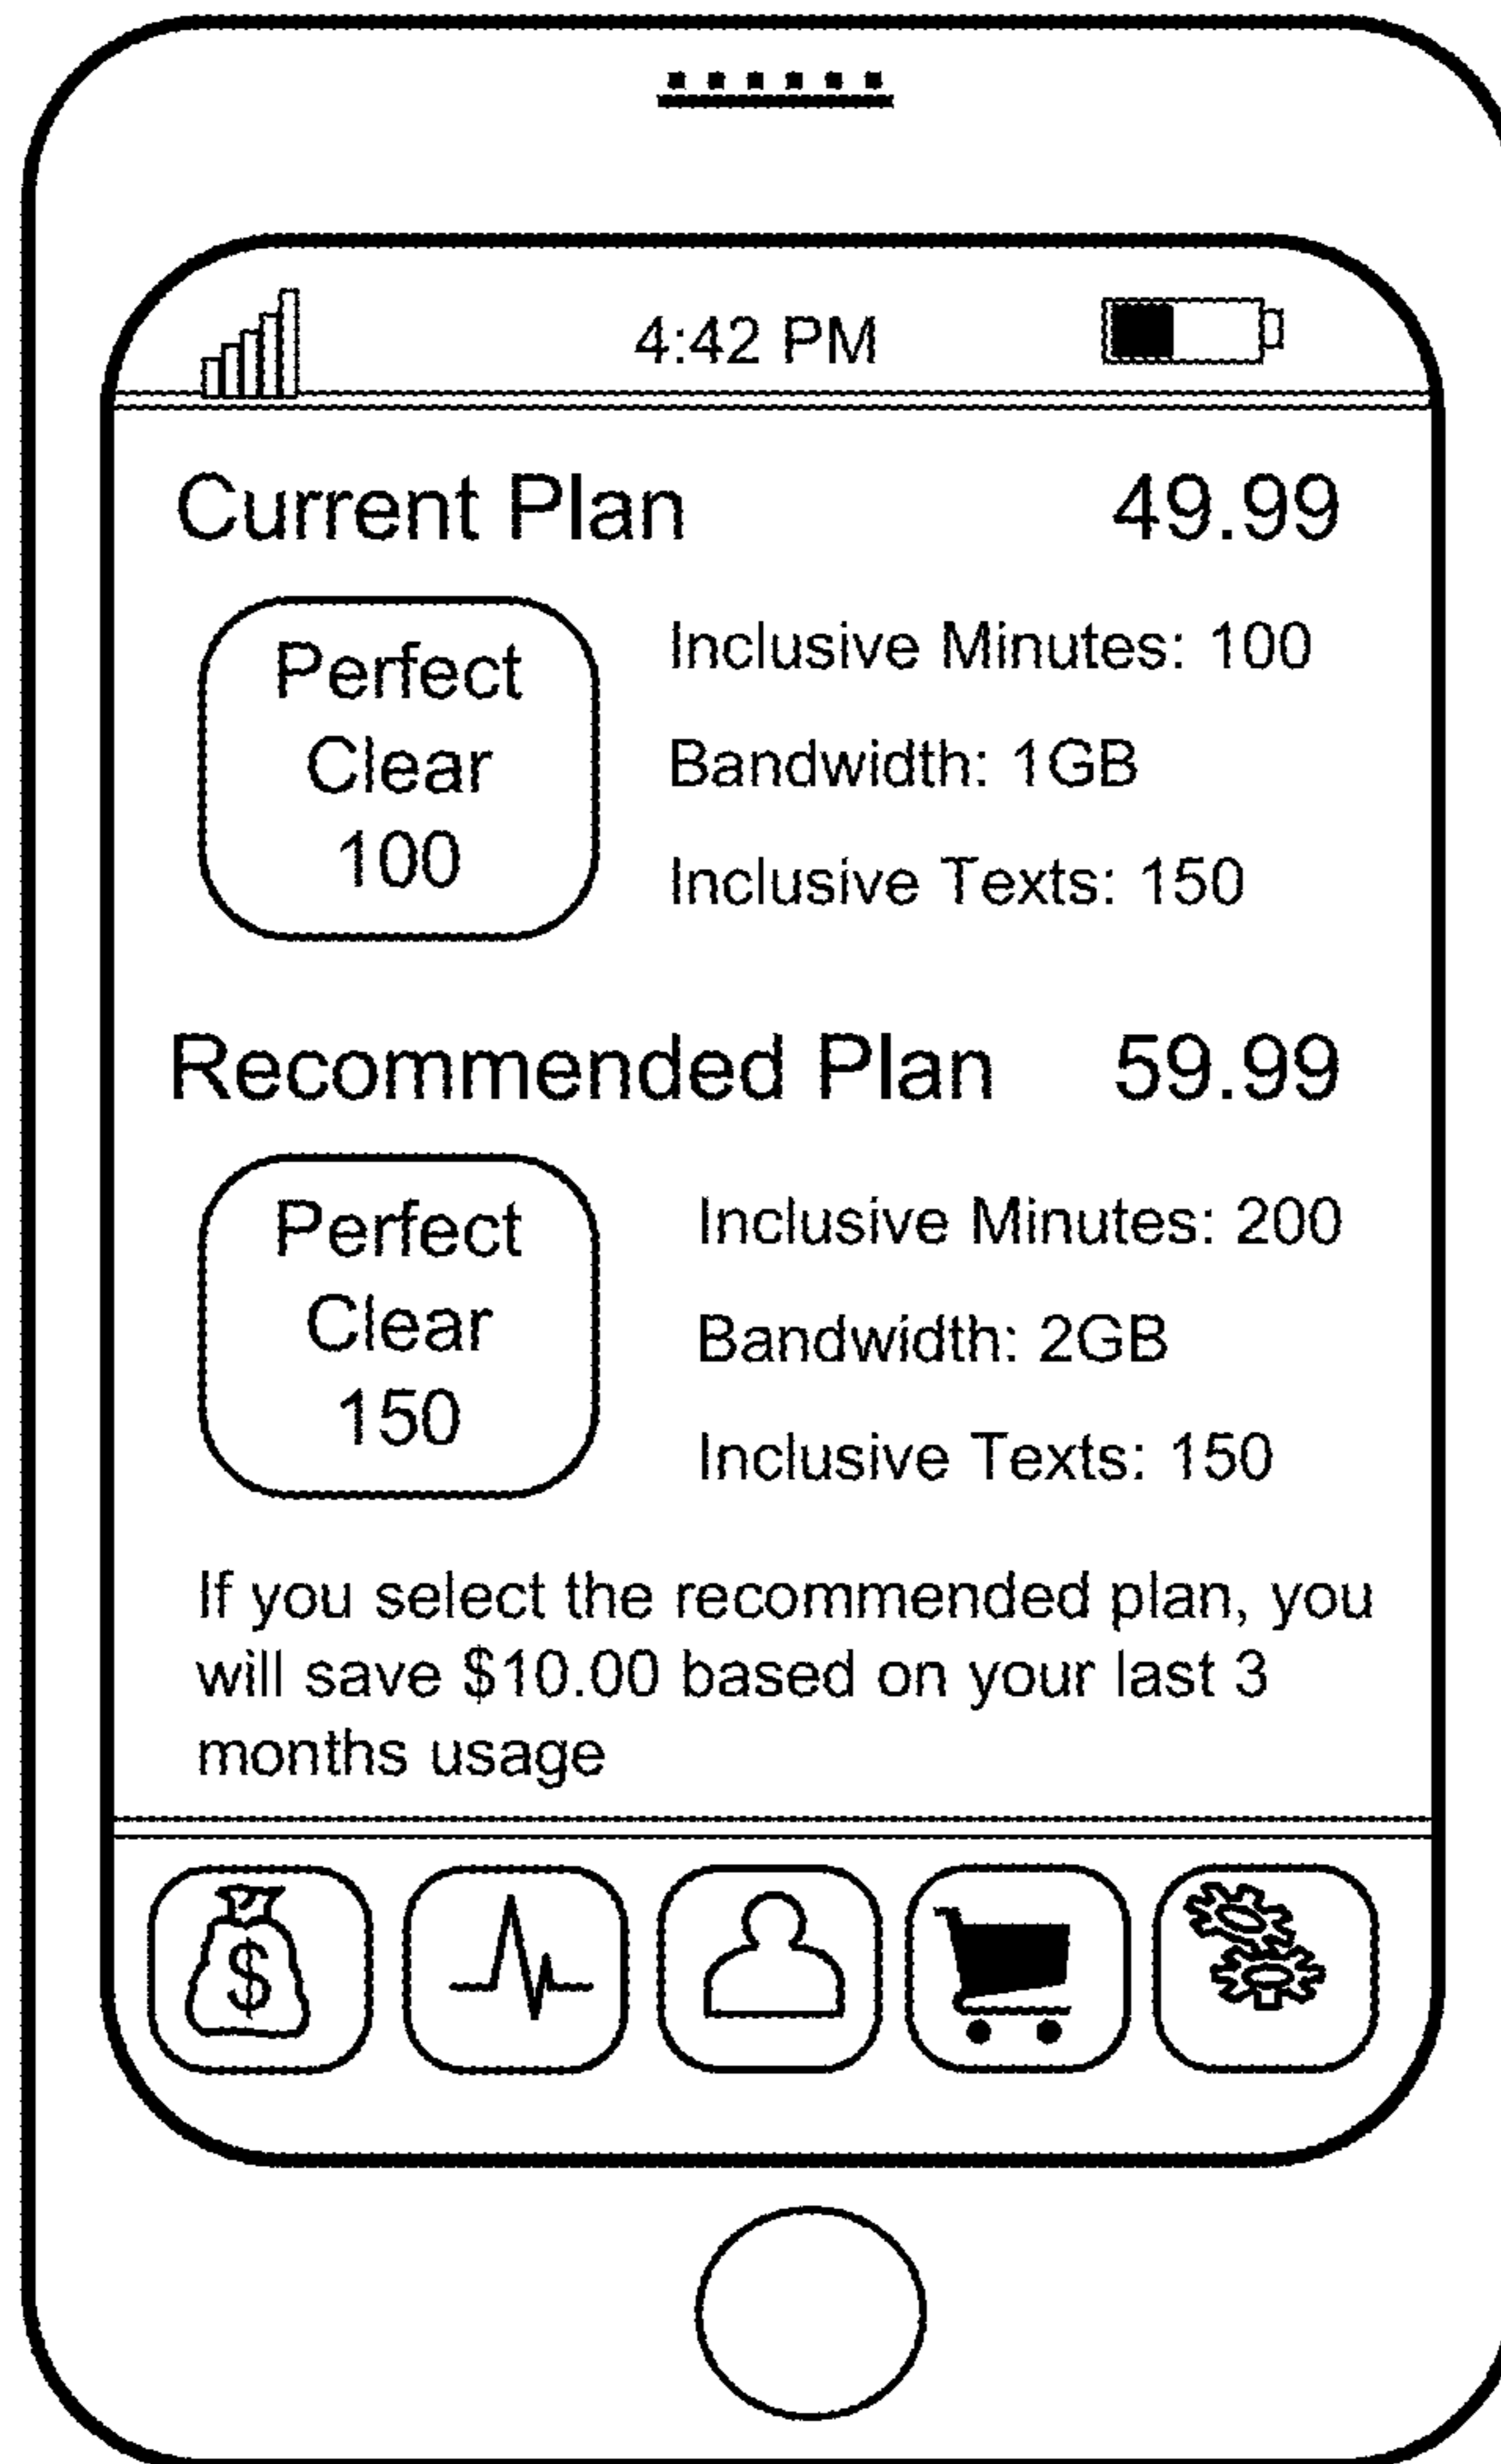 4:42 PM
Current Plan 49.99
Perfect
Clear
100
Inclusive Minutes: 100
Bandwidth: 1GB
Inclusive Texts: 150
Recommended Plan 59.99
Perfect
Clear
150
Inclusive Minutes: 200
Bandwidth: 2GB
Inclusive Texts: 150
If you select the recommended plan, you
will save $10.00 based on your last 3
months usage
$